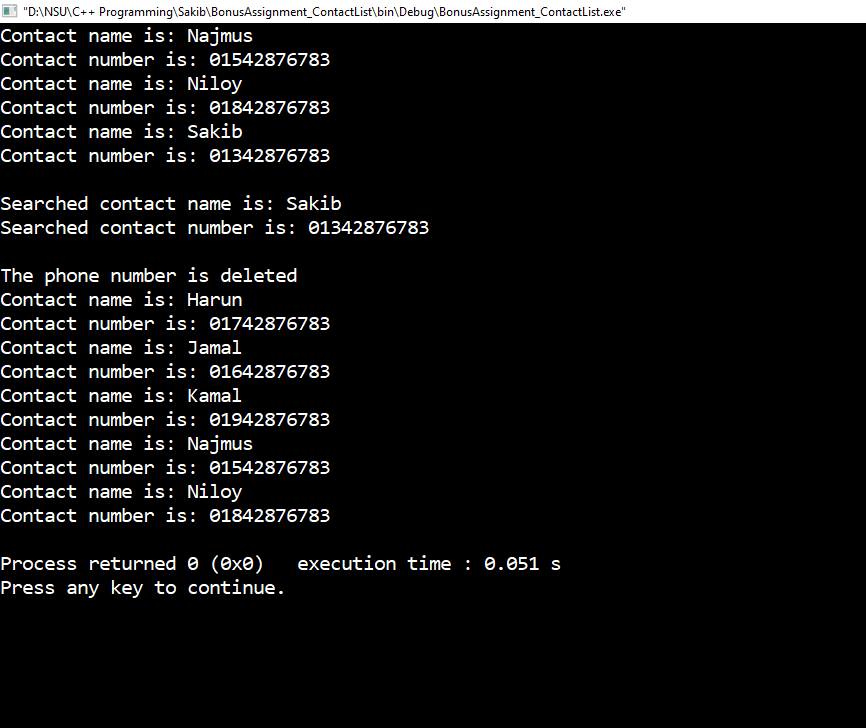 "D:\NSU\C++ Programming\Sakib\BonusAssignment_ContactList\bin\Debug\BonusAssignment_ContactList.exe"
Contact name is: Najmus
Contact number is: 01542876783
Contact name is: Niloy
Contact number is: 01842876783
Contact name is: Sakib
Contact number is: 01342876783
Searched contact name is: Sakib
Searched contact number is: 01342876783
The phone number is deleted
Contact name is: Harun
Contact number is: 01742876783
Contact name is: Jamal
Contact number is: 01642876783
Contact name is: Kamal
Contact number is: 01942876783
Contact name is: Najmus
Contact number is: 01542876783
Contact name is: Niloy
Contact number is: 01842876783
Process returned 0 (0x0)   execution time : 0.051 s
Press any key to continue.